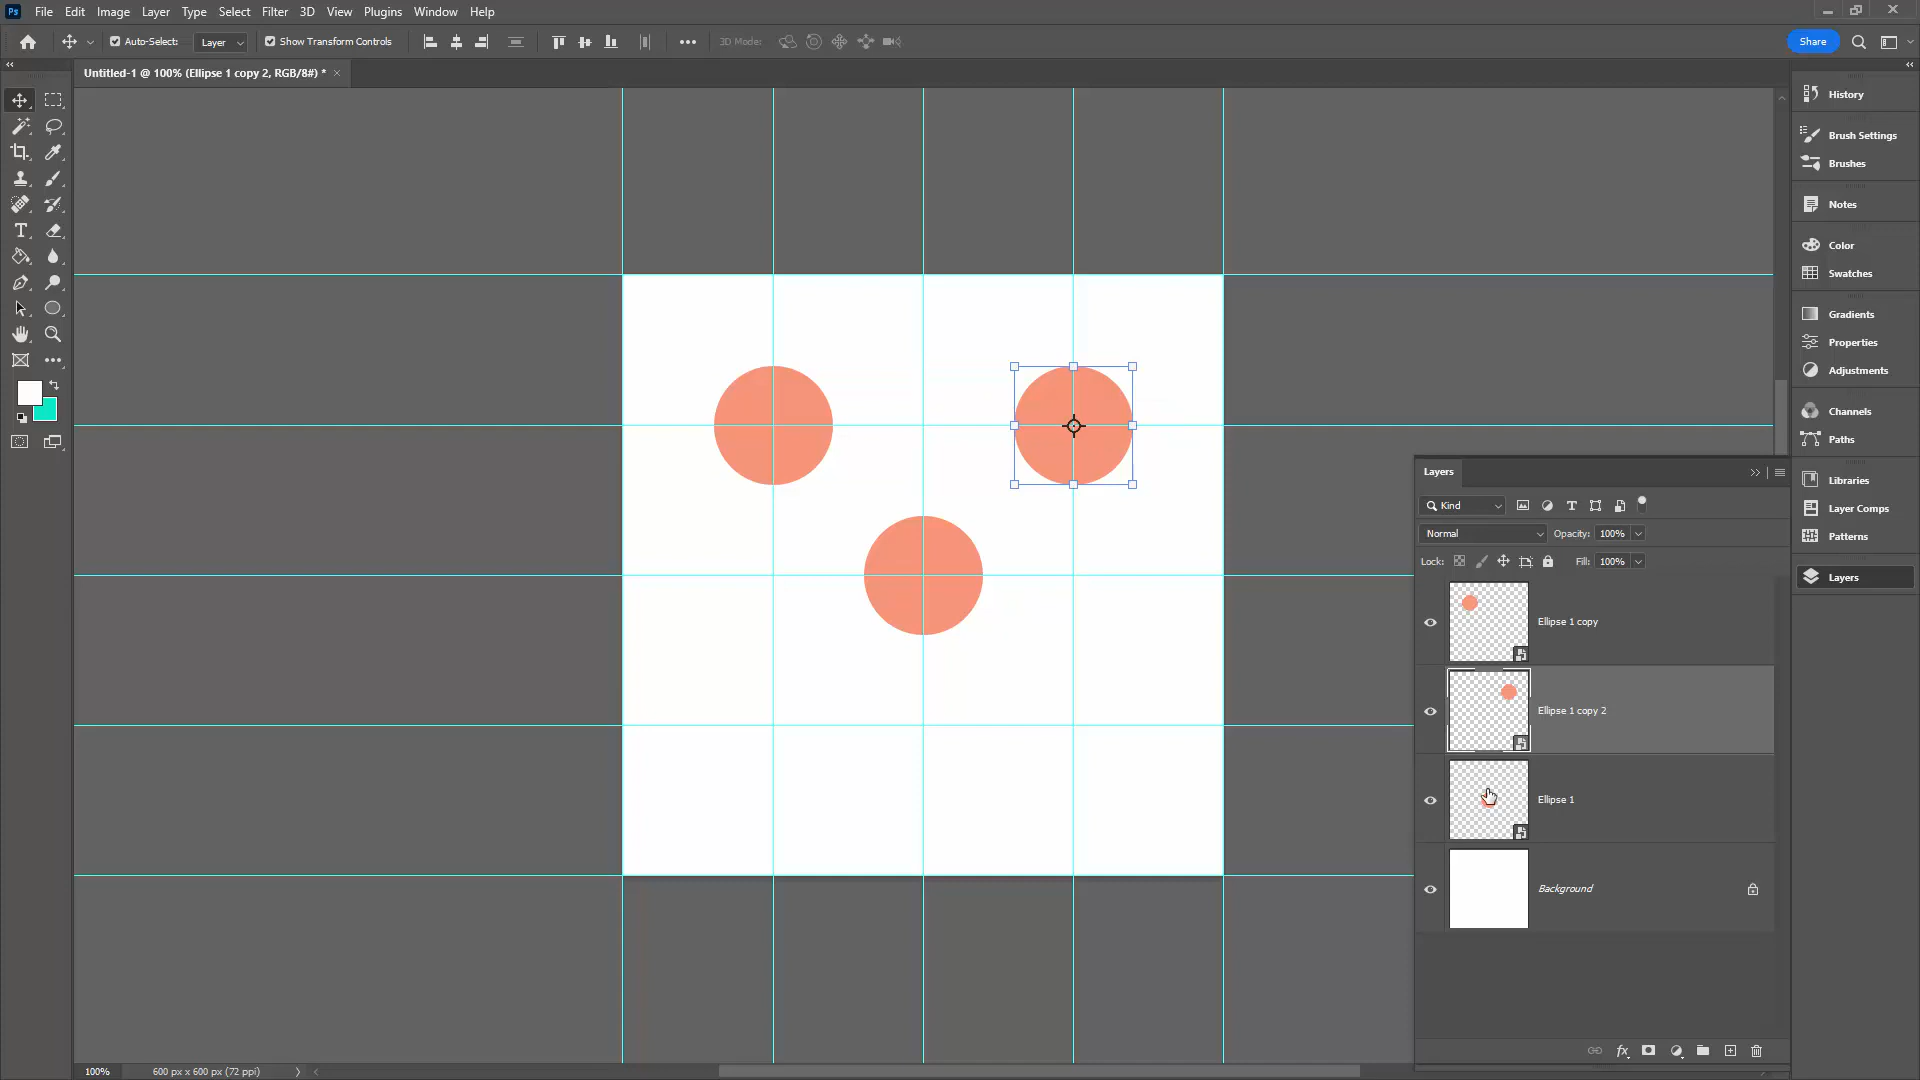 Ps File Edit Image Layer Type Select Filter 3D View Plugins Window Help
Auto-Select: Layer Show Transform Controls 3D Mode: Share
Untitled-1 @ 100% (Ellipse 1 copy 2, RGB/8#) *
History
Brush Settings
Brushes
Notes
Color
Swatches
Gradients
Properties
Adjustments
Channels
Paths
Libraries
Layer Comps
Patterns
Layers
Layers
Kind
Normal Opacity: 100%
Lock: Fill: 100%
Ellipse 1 copy
Ellipse 1 copy 2
Ellipse 1
Background
100% 600 px x 600 px (72 ppi)